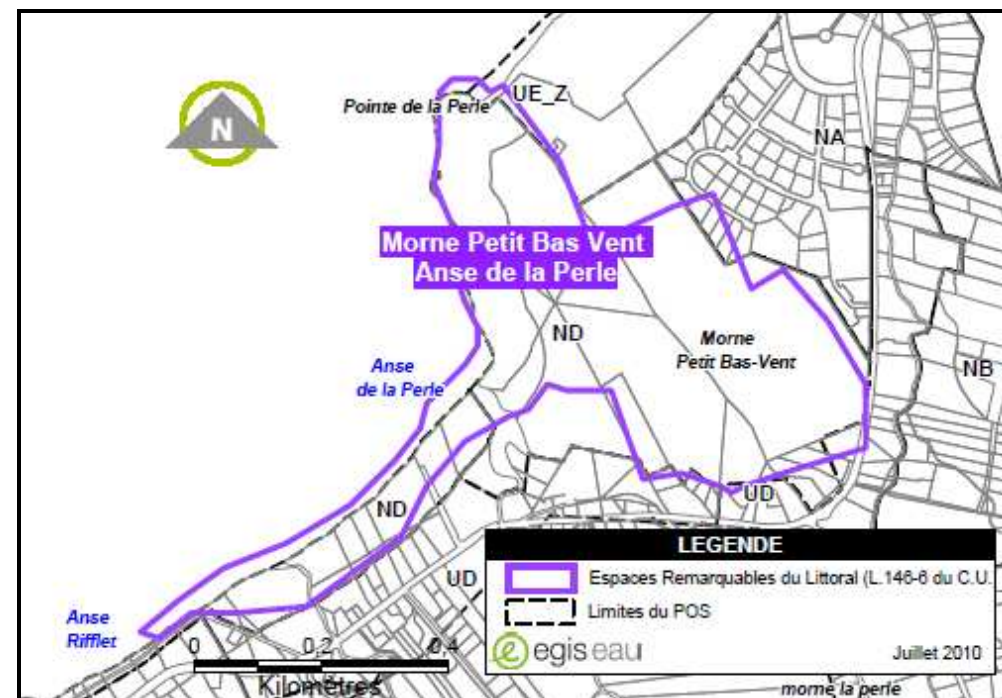 N
Pointe de la Perle
UE_Z
NA
Morne Petit Bas Vent
Anse de la Perle
ND
Morne
Petit Bas-Vent
NB
Anse
de la Perle
ND
UD
UD
Anse
Rifflet
0 0,2 0,4
Kilomètres
LEGENDE
Espaces Remarquables du Littoral (L.146-6 du C.U.
Limites du POS
egis eau
Juillet 2010
morne la perle